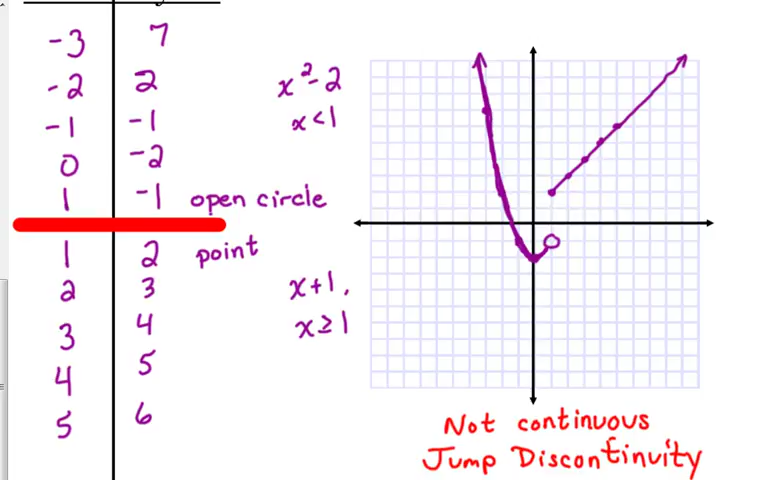 -3 7
-2 2
-1 -1
0 -2
1 -1 open circle
1 2 point
2 3
3 4
4 5
5 6
x²-2
x<1
x+1,
x≥1
Not continuous
Jump Discontinuity